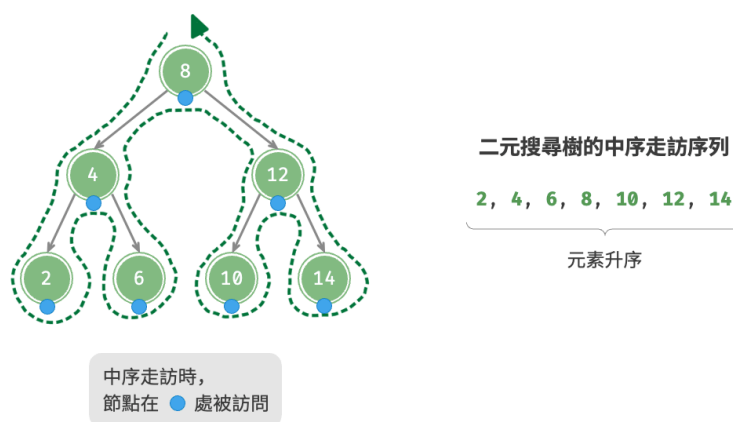 8
4
12
2
6
10
14
二元搜尋樹的中序走訪序列
2, 4, 6, 8, 10, 12, 14
元素升序
中序走訪時，
節點在 處被訪問